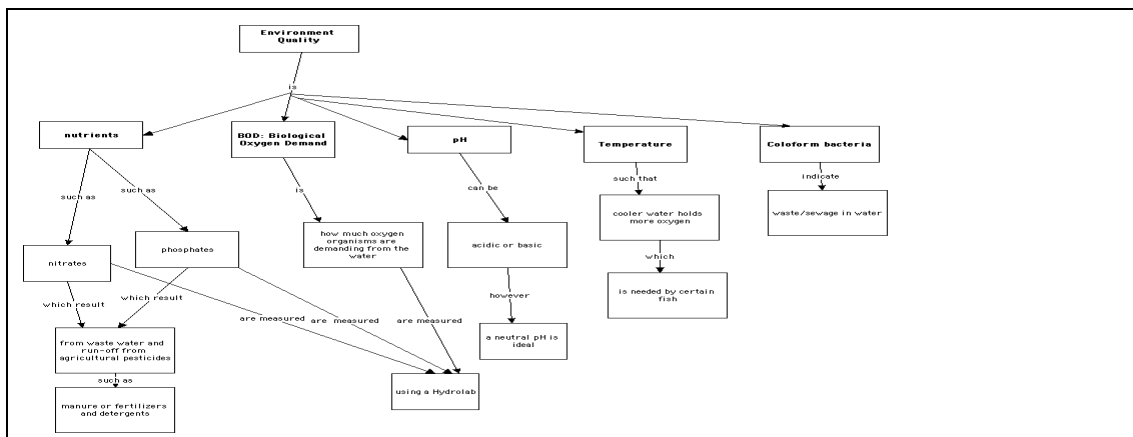 Environment
Quality
is
nutrients
BOD: Biological
Oxygen Demand
pH
Temperature
Coloform bacteria
such as
such as
is
can be
such that
indicate
nitrates
phosphates
how much oxygen
organisms are
demanding from the
water
acidic or basic
cooler water holds
more oxygen
waste/sewage in water
which result
which result
are measured
are measured
are measured
however
which
is needed by certain
fish
from waste water and
run-off from
agricultural pesticides
a neutral pH is
ideal
such as
using a Hydrolab
manure or fertilizers
and detergents